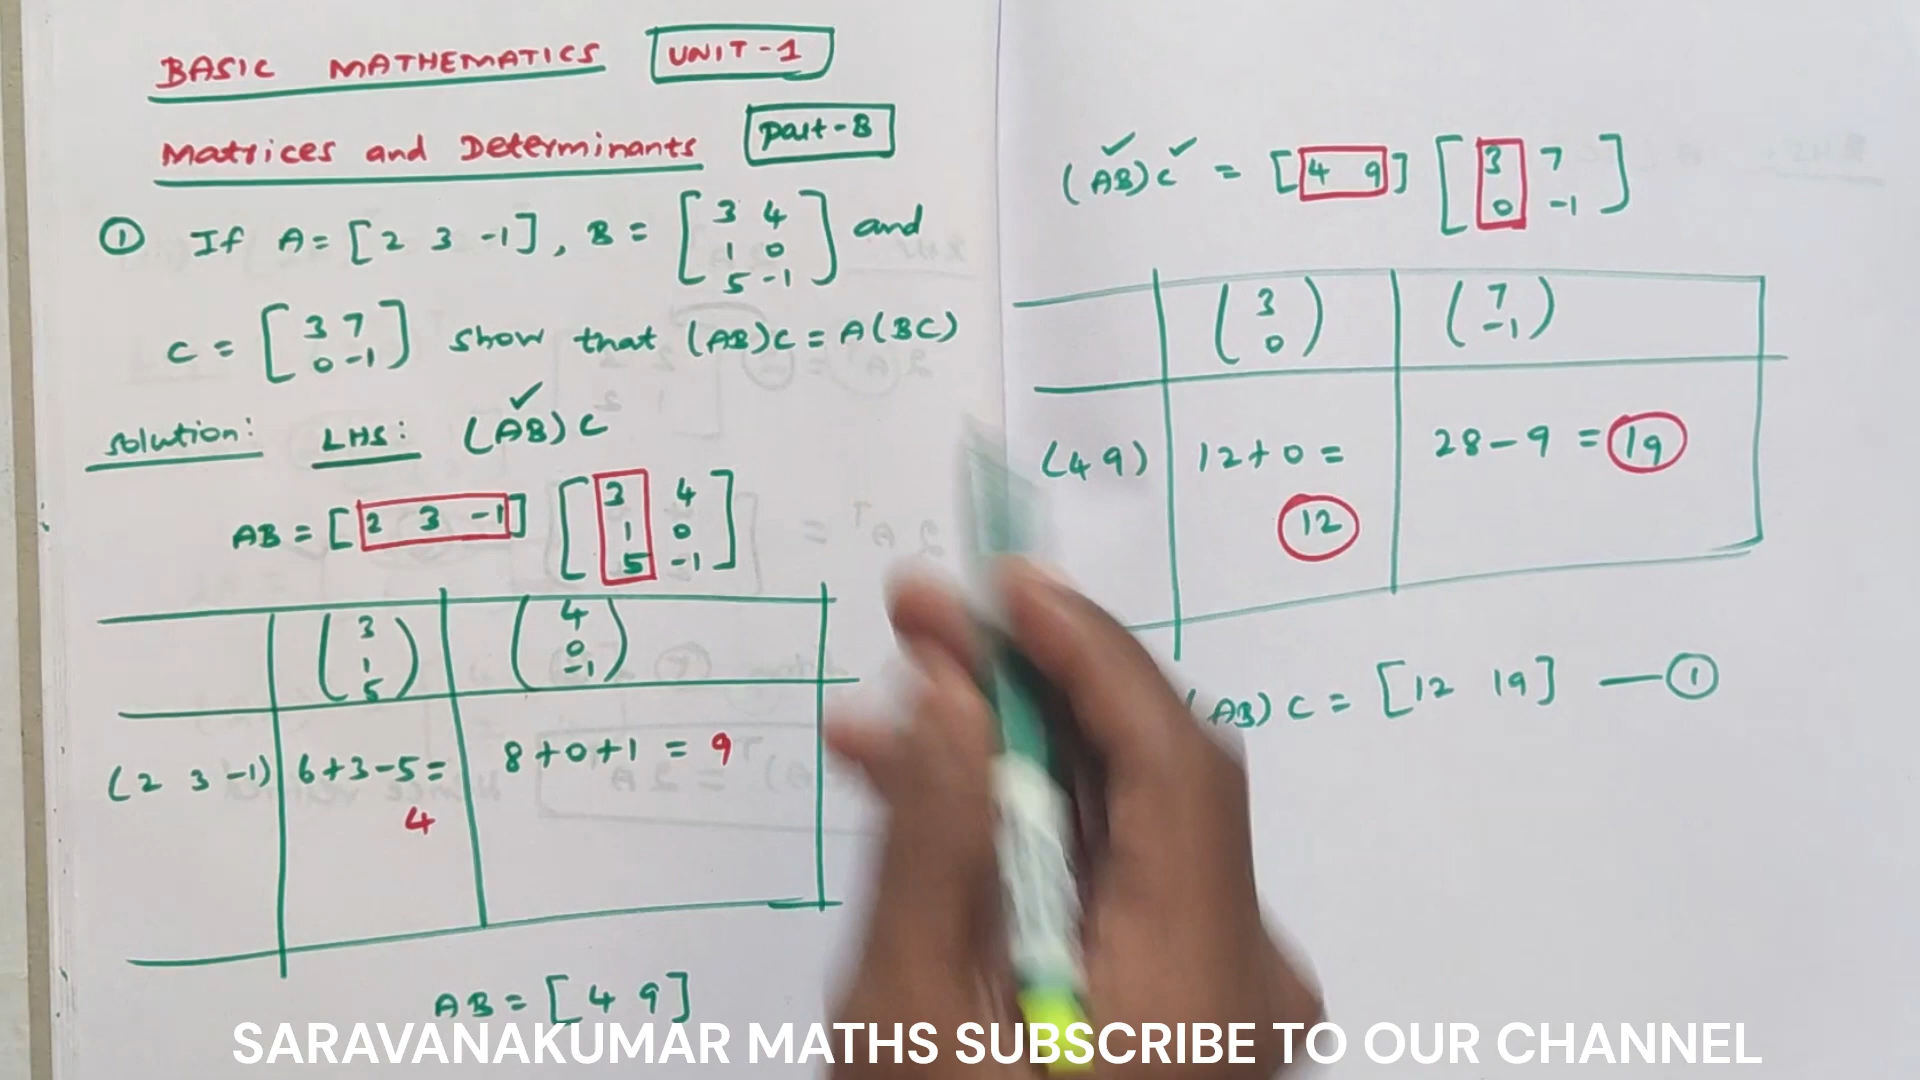 BASIC MATHEMATICS UNIT-1
Matrices and Determinants Part-B
① If A = [2 3 -1], B = [3 4
1 0
5 -1] and
C = [3 7
0 -1] show that (AB)C = A(BC)
Solution: LHS: (AB)C
AB = [2 3 -1] [3 4
1 0
5 -1]
(3 1 5) (4 0 -1)
(2 3 -1) 6+3-5= 4 8+0+1 = 9
AB = [4 9]
(AB)C = [4 9] [3 7
0 -1]
(3 0) (7 -1)
(4 9) 12+0= 12 28-9 = 19
(AB)C = [12 19] — ①
SARAVANAKUMAR MATHS SUBSCRIBE TO OUR CHANNEL